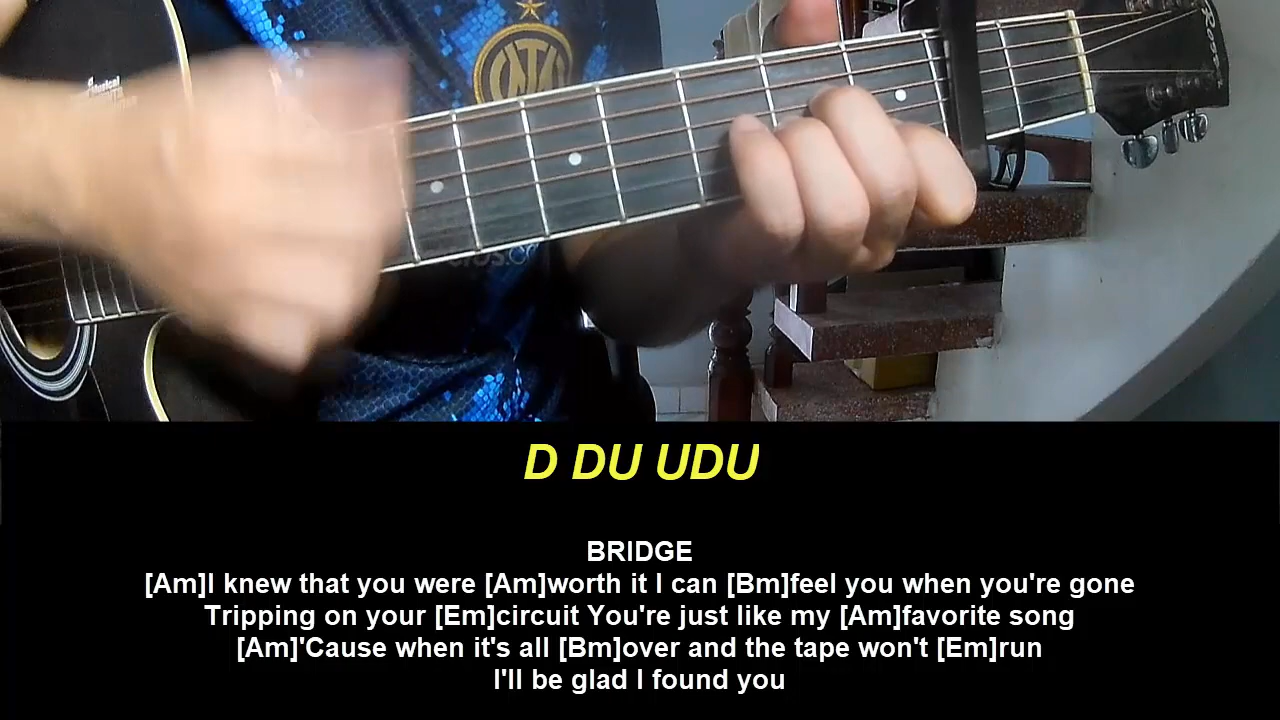 D DU UDU
BRIDGE
[Am]I knew that you were [Am]worth it I can [Bm]feel you when you're gone
Tripping on your [Em]circuit You're just like my [Am]favorite song
[Am]'Cause when it's all [Bm]over and the tape won't [Em]run
I'll be glad I found you